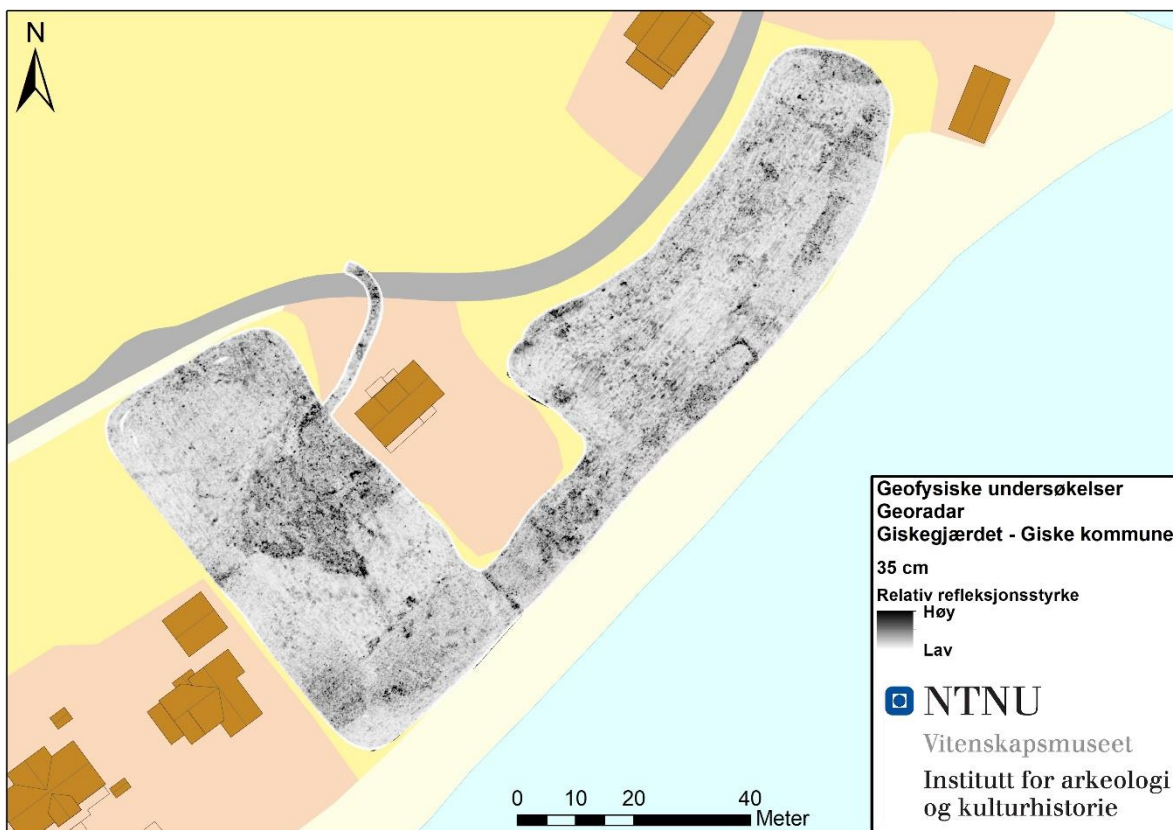 N
Geofysiske undersøkelser
Georadar
Giskegjærdet - Giske kommune
35 cm
Relativ refleksjonsstyrke
Høy
Lav
NTNU
Vitenskapsmuseet
Institutt for arkeologi
og kulturhistorie
0 10 20 40
Meter